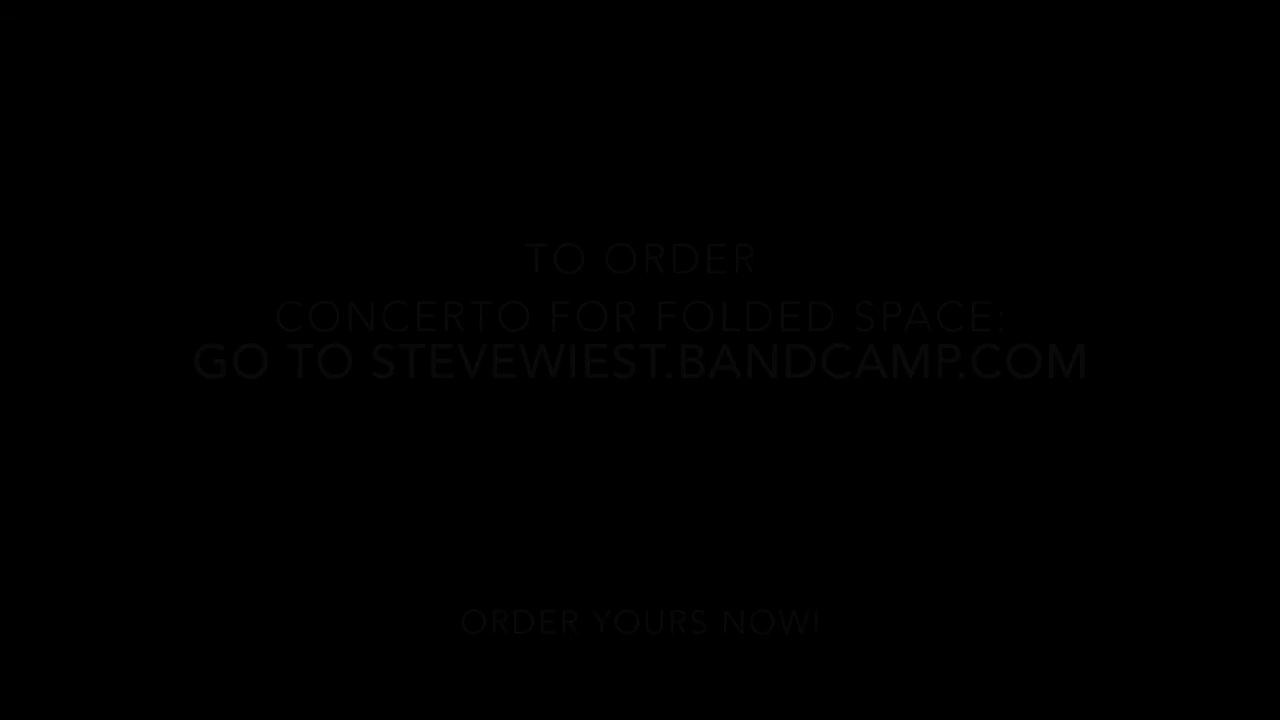 TO ORDER
CONCERTO FOR FOLDED SPACE:
GO TO STEVEWIEST.BANDCAMP.COM
ORDER YOURS NOW!